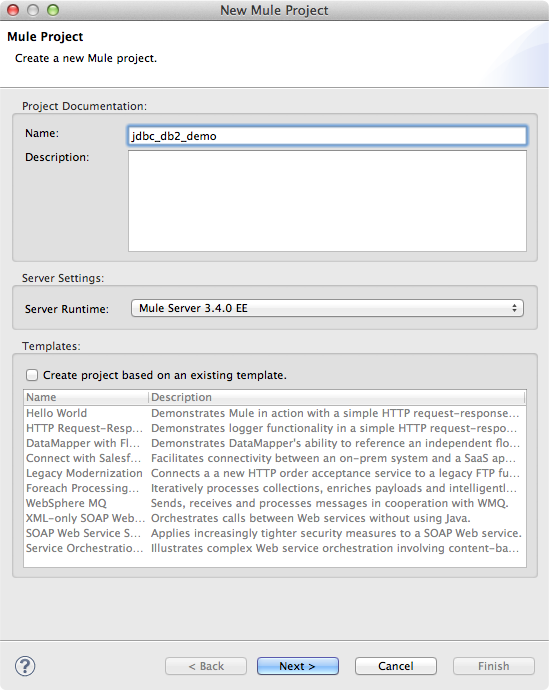 New Mule Project
Mule Project
Create a new Mule project.
Project Documentation:
Name: jdbc_db2_demo
Description:
Server Settings:
Server Runtime: Mule Server 3.4.0 EE
Templates:
Create project based on an existing template.
Name Description
Hello World Demonstrates Mule in action with a simple HTTP request-response...
HTTP Request-Resp... Demonstrates logger functionality in a simple HTTP request-respo...
DataMapper with Fl... Demonstrates DataMapper's ability to reference an independent flo...
Connect with Salesf... Facilitates connectivity between an on-prem system and a SaaS ap...
Legacy Modernization Connects a a new HTTP order acceptance service to a legacy FTP fu...
Foreach Processing... Iteratively processes collections, enriches payloads and intelligentl...
WebSphere MQ Sends, receives and processes messages in cooperation with WMQ.
XML-only SOAP Web... Orchestrates calls between Web services without using Java.
SOAP Web Service S... Applies increasingly tighter security measures to a SOAP Web service.
Service Orchestratio... Illustrates complex Web service orchestration involving content-ba...
? < Back Next > Cancel Finish